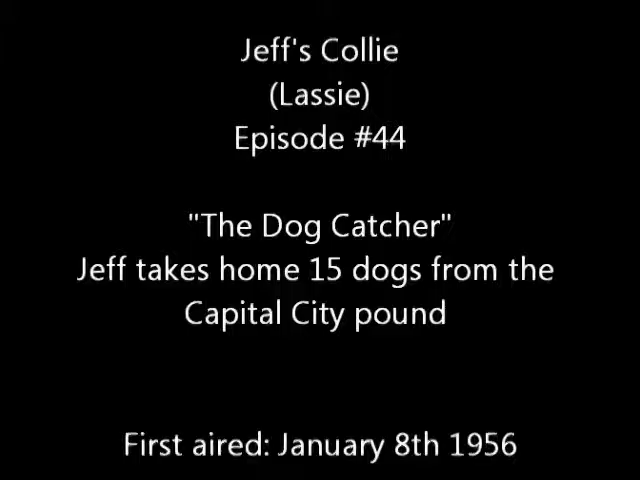 Jeff's Collie
(Lassie)
Episode #44
"The Dog Catcher"
Jeff takes home 15 dogs from the
Capital City pound
First aired: January 8th 1956